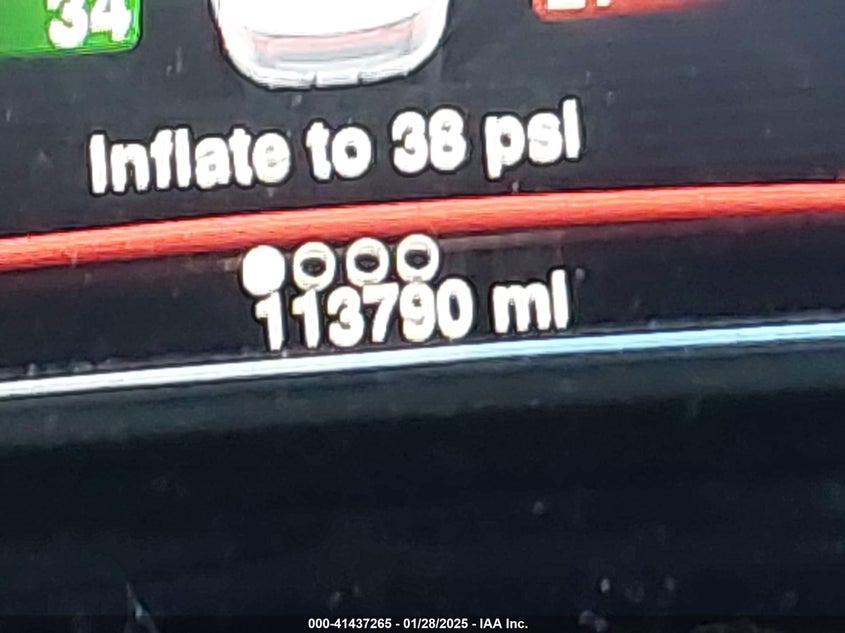 34
Inflate to 38 psi
113790 mi
000-41437265 - 01/28/2025 - IAA Inc.